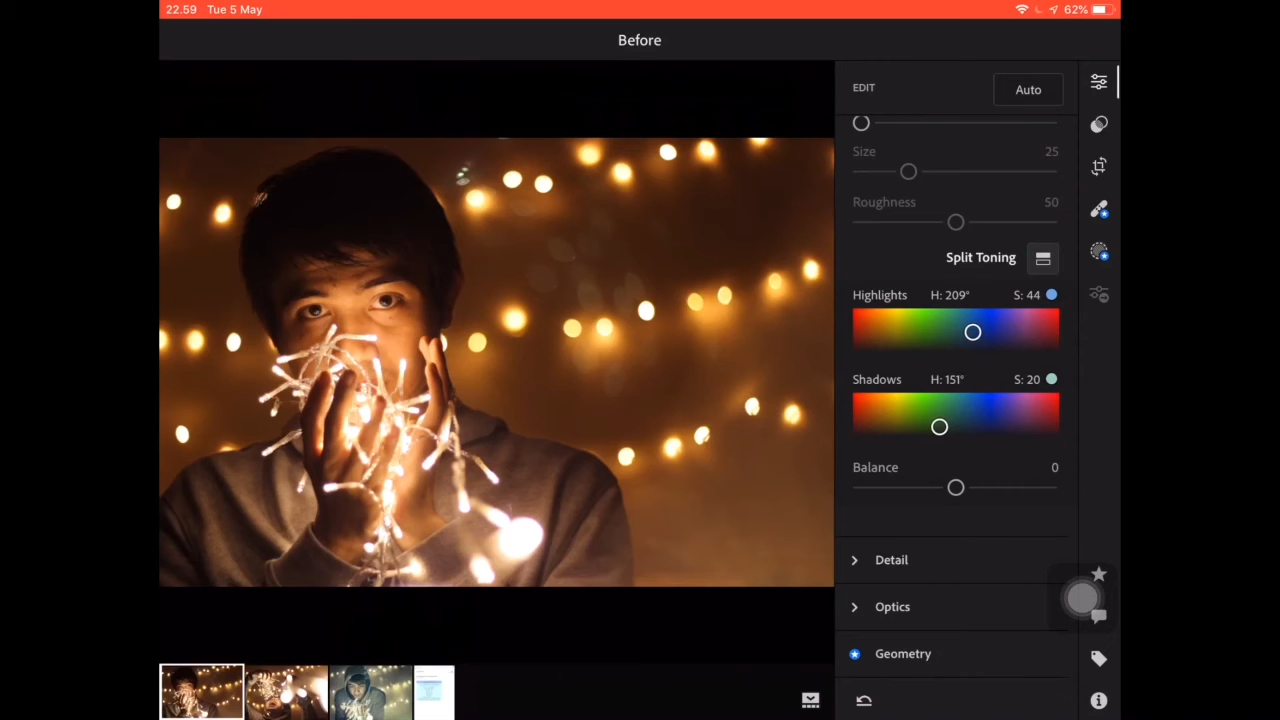 22.59 Tue 5 May
62%
Before
EDIT
Auto
Size 25
Roughness 50
Split Toning
Highlights H: 209° S: 44
Shadows H: 151° S: 20
Balance 0
Detail
Optics
Geometry